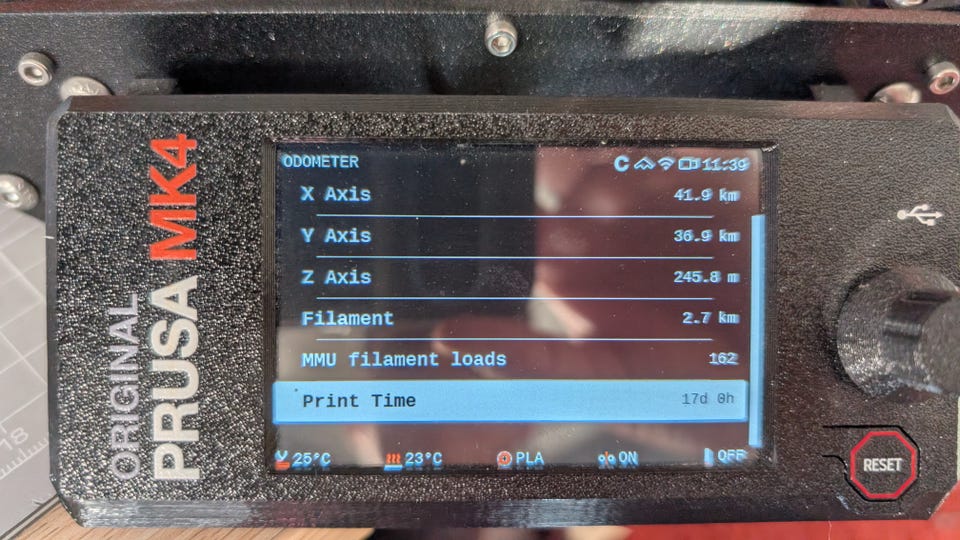 ODOMETER 11:39
X Axis 41.9 km
Y Axis 36.9 km
Z Axis 245.8 m
Filament 2.7 km
MMU filament loads 162
Print Time 17d 0h
25°C 23°C PLA ON OFF
ORIGINAL
PRUSA MK4
RESET
18